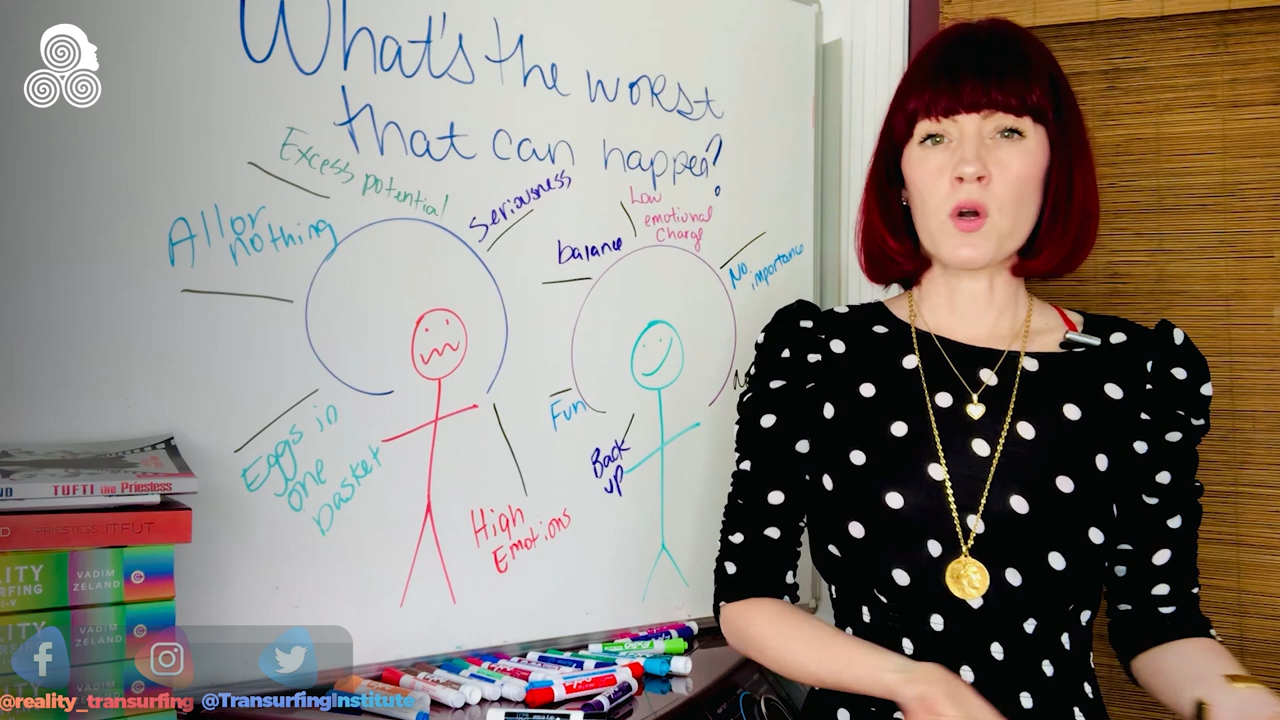 What's the worst
that can happen?
Excess potential
Seriousness
All or
nothing
Eggs in
one
basket
High
Emotions
Low
emotional
Charge
balance
No
importance
Fun
Back
up
TUFTI the Priestess
PRIESTESS ITFUT
VADIM
ZELAND
VADIM
ZELAND
@reality_transurfing @TransurfingInstitute